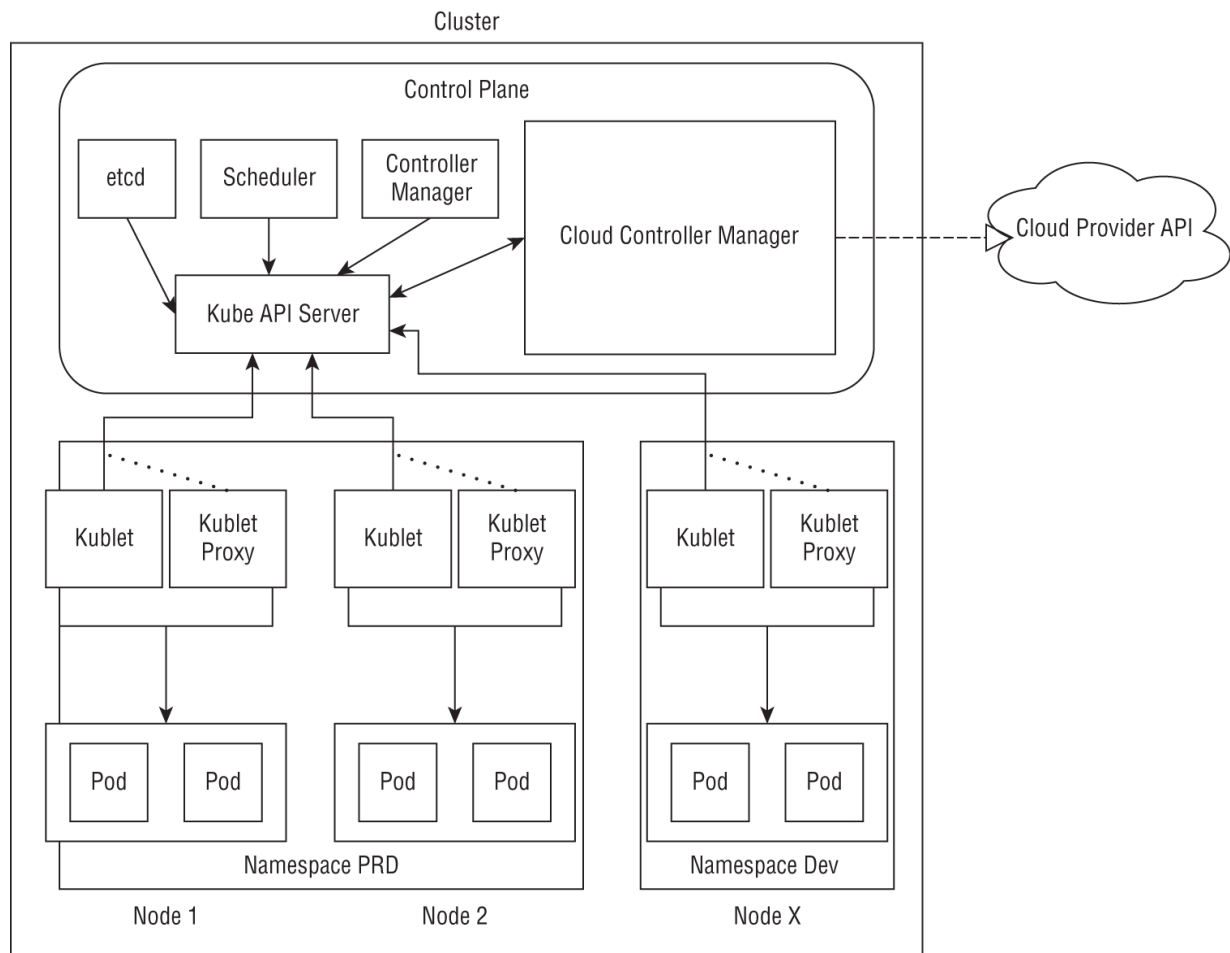 Cluster
Control Plane
etcd
Scheduler
Controller
Manager
Cloud Controller Manager
Cloud Provider API
Kube API Server
Kublet
Kublet
Proxy
Kublet
Kublet
Proxy
Kublet
Kublet
Proxy
Pod
Pod
Pod
Pod
Pod
Pod
Namespace PRD
Namespace Dev
Node 1
Node 2
Node X